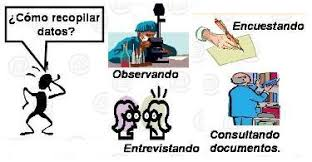 ¿Cómo recopilar
datos?
Encuestando
Observando
Entrevistando
Consultando
documentos.